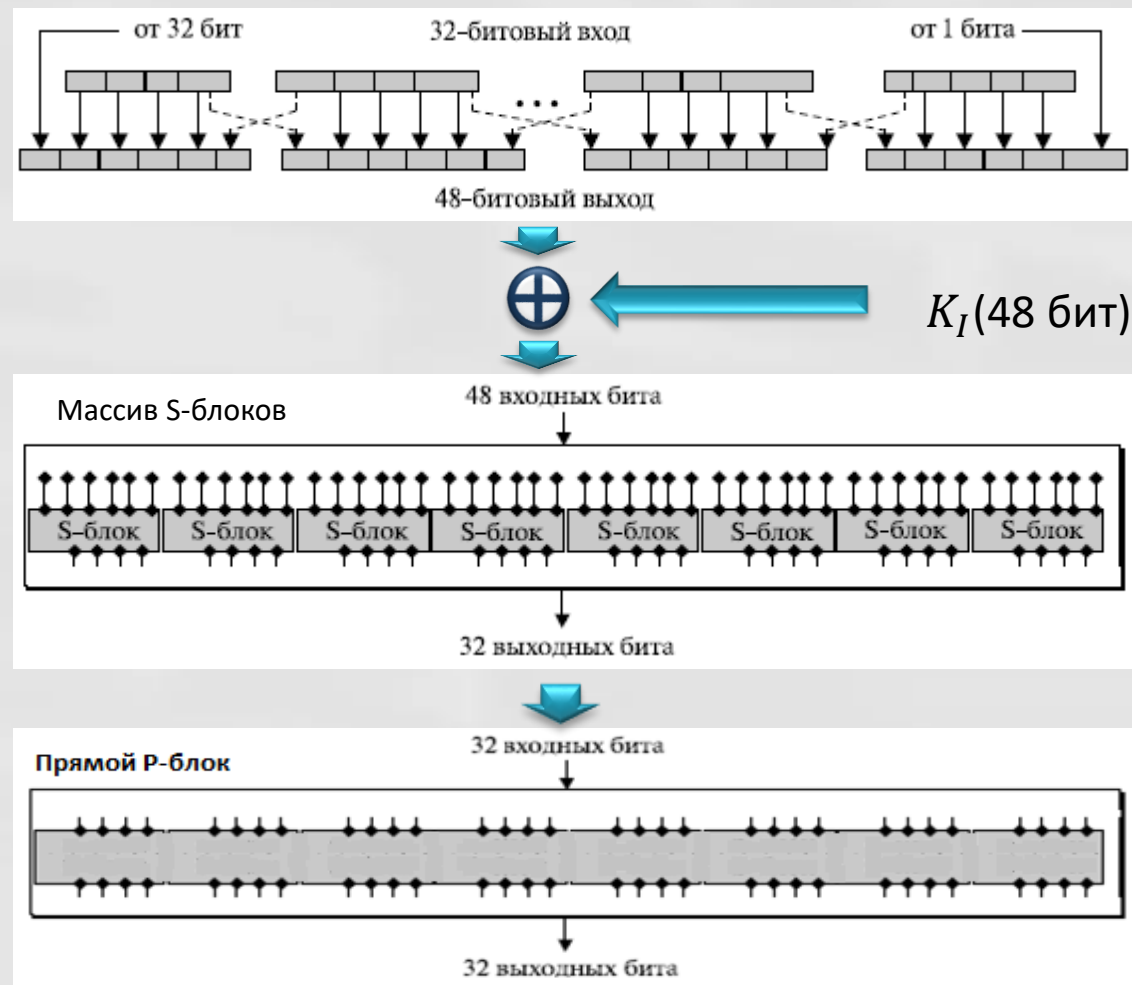 от 32 бит 32-битовый вход от 1 бита
...
48-битовый выход
K_I(48 бит)
48 входных бита
Массив S-блоков
S-блок S-блок S-блок S-блок S-блок S-блок S-блок S-блок
32 выходных бита
32 входных бита
Прямой P-блок
32 выходных бита